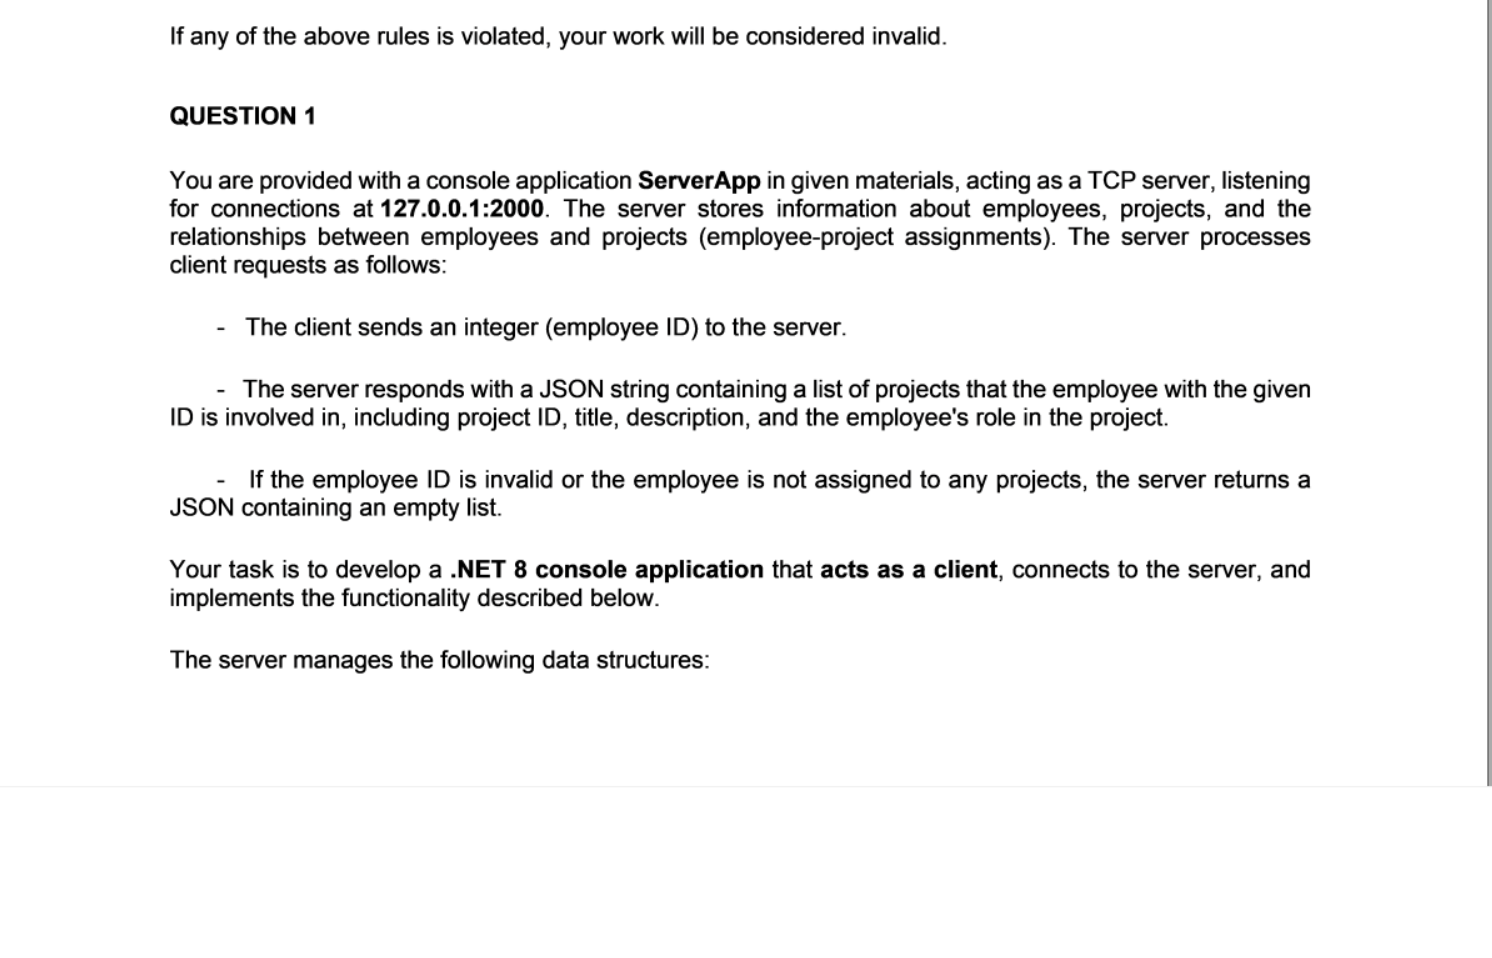 If any of the above rules is violated, your work will be considered invalid.
QUESTION 1
You are provided with a console application ServerApp in given materials, acting as a TCP server, listening
for connections at 127.0.0.1:2000. The server stores information about employees, projects, and the
relationships between employees and projects (employee-project assignments). The server processes
client requests as follows:
- The client sends an integer (employee ID) to the server.
- The server responds with a JSON string containing a list of projects that the employee with the given
ID is involved in, including project ID, title, description, and the employee's role in the project.
- If the employee ID is invalid or the employee is not assigned to any projects, the server returns a
JSON containing an empty list.
Your task is to develop a .NET 8 console application that acts as a client, connects to the server, and
implements the functionality described below.
The server manages the following data structures: